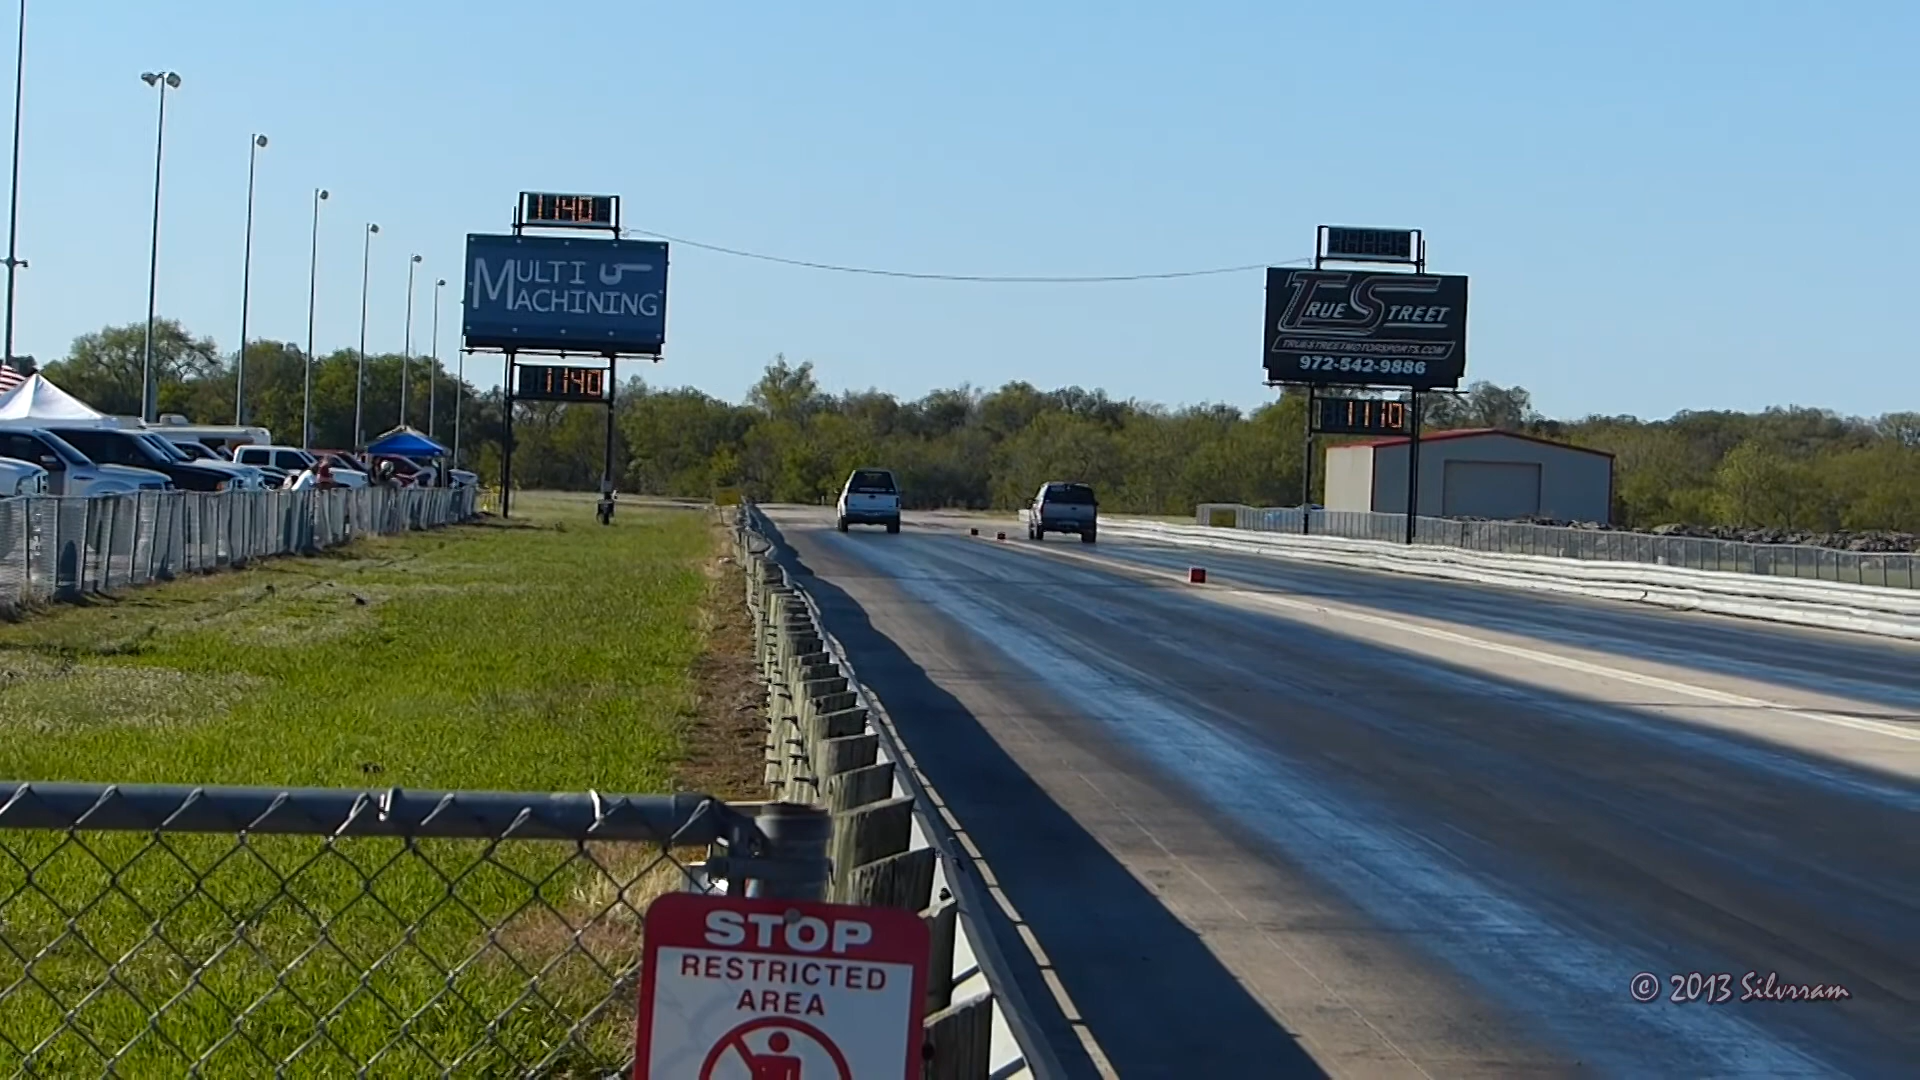 1140
MULTI
MACHINING
1140
TRUE STREET
TRUESTREETMOTORSPORTS.COM
972-542-9886
1110
STOP
RESTRICTED
AREA
© 2013 Silvrram